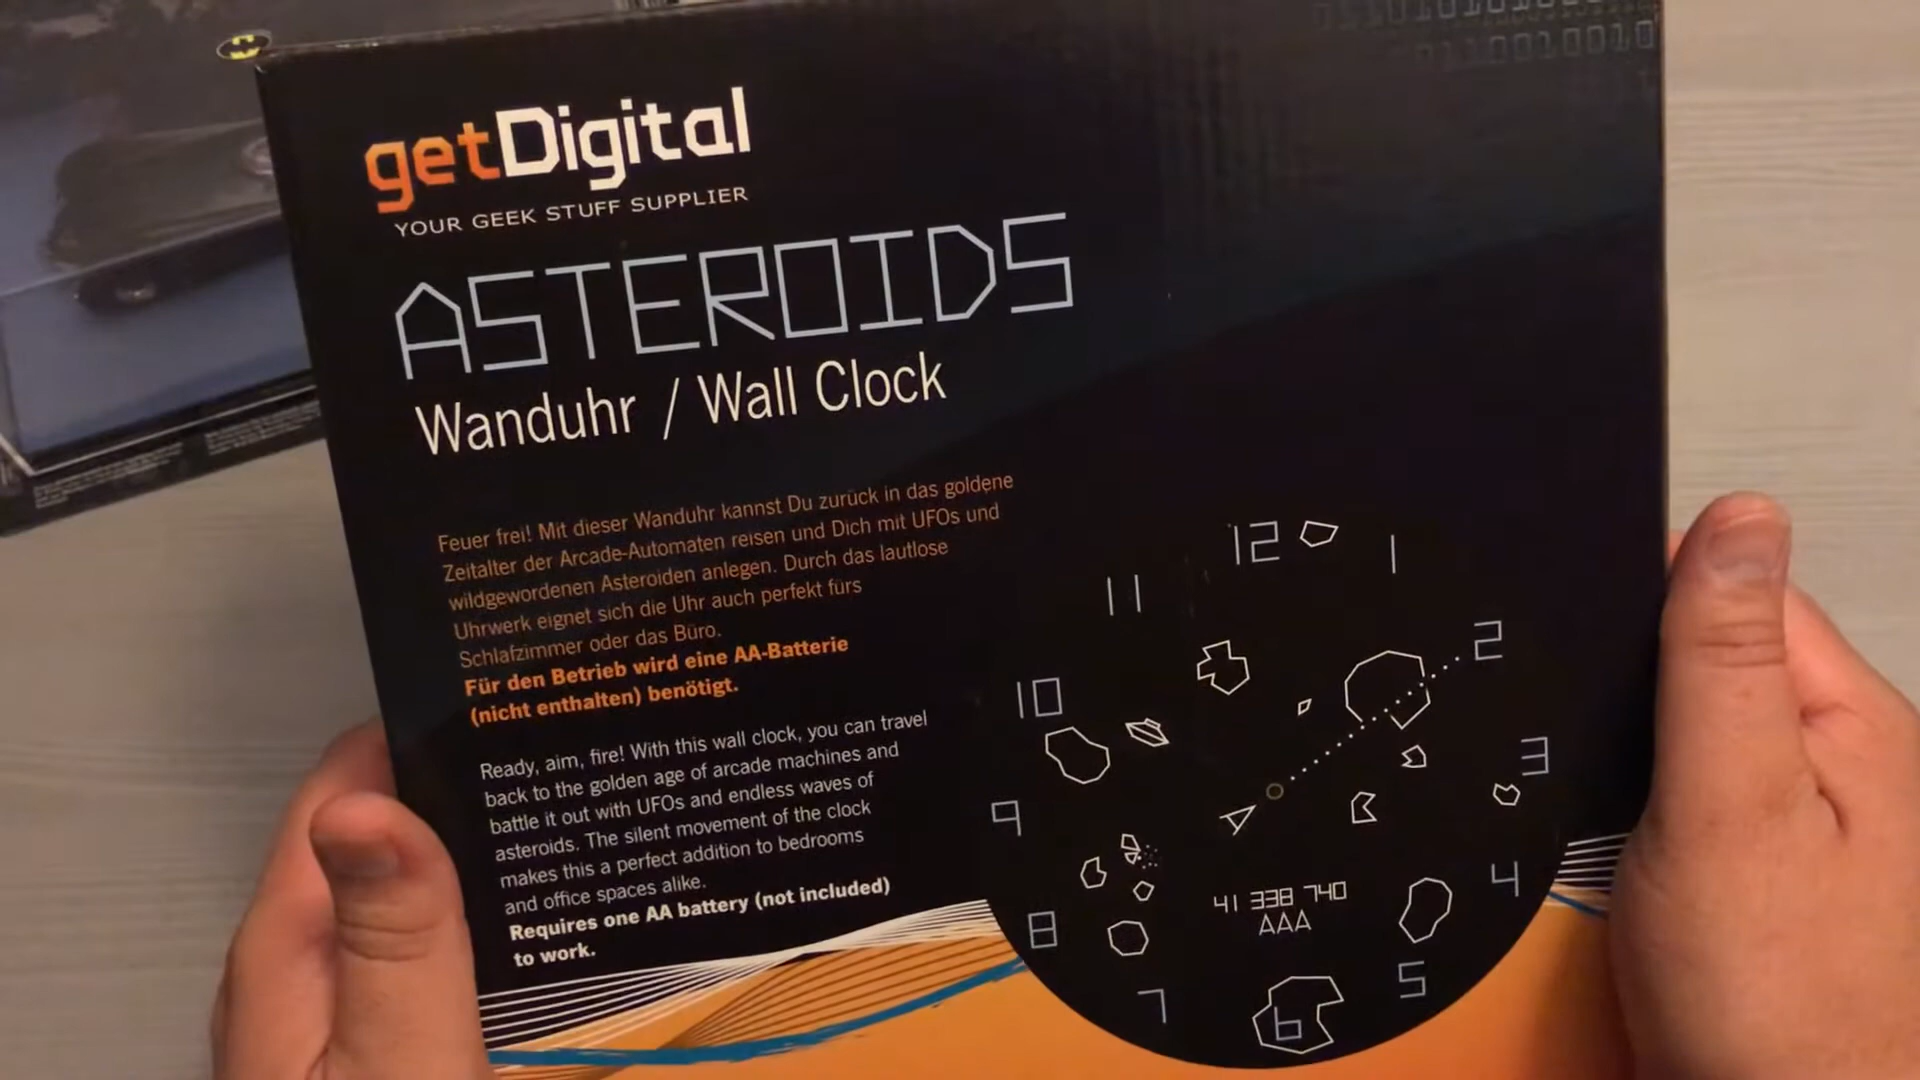 getDigital
YOUR GEEK STUFF SUPPLIER
ASTEROIDS
Wanduhr / Wall Clock
Feuer frei! Mit dieser Wanduhr kannst Du zurück in das goldene
Zeitalter der Arcade-Automaten reisen und Dich mit UFOs und
wildgewordenen Asteroiden anlegen. Durch das lautlose
Uhrwerk eignet sich die Uhr auch perfekt fürs
Schlafzimmer oder das Büro.
Für den Betrieb wird eine AA-Batterie
(nicht enthalten) benötigt.
Ready, aim, fire! With this wall clock, you can travel
back to the golden age of arcade machines and
battle it out with UFOs and endless waves of
asteroids. The silent movement of the clock
makes this a perfect addition to bedrooms
and office spaces alike.
Requires one AA battery (not included)
to work.
12
1
2
3
4
5
6
7
8
9
10
11
41 338 740
AAA